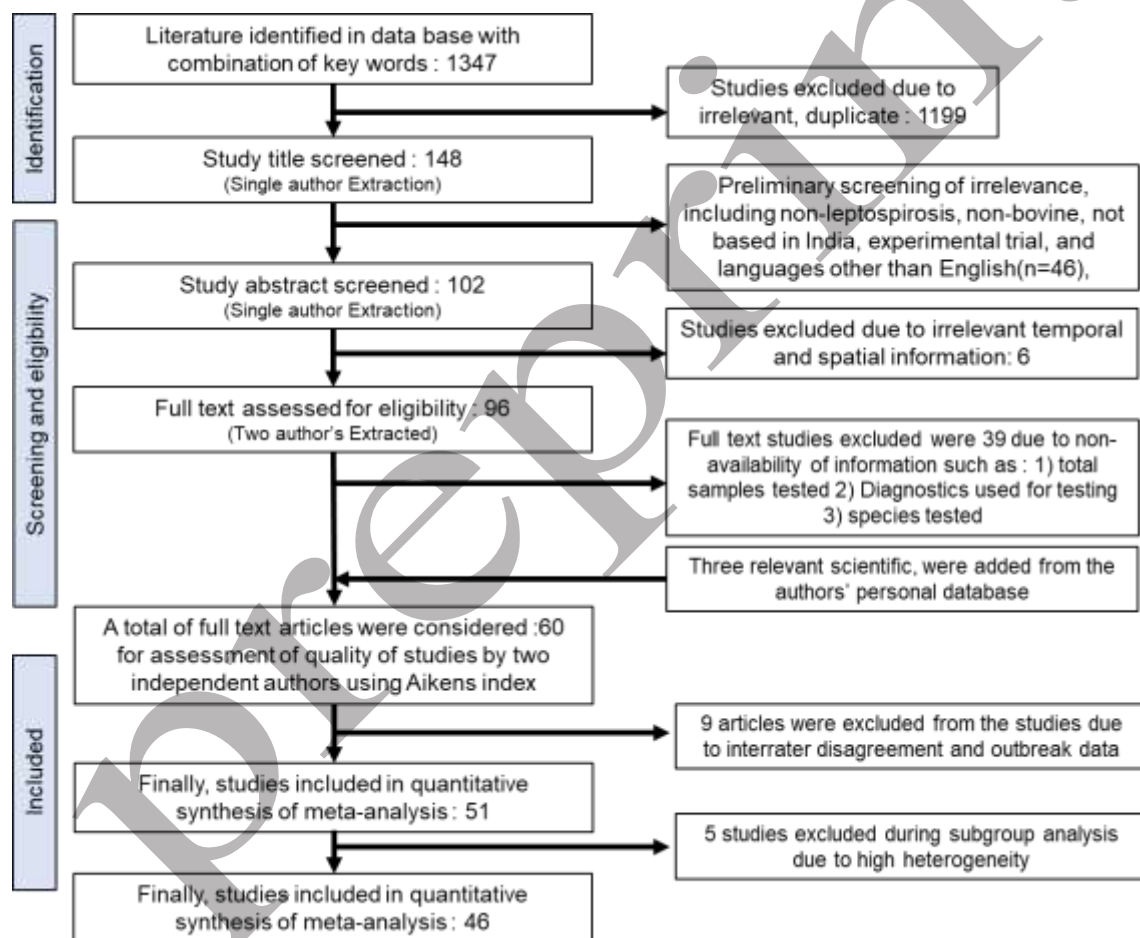 Identification
Literature identified in data base with
combination of key words : 1347
Studies excluded due to
irrelevant, duplicate : 1199
Study title screened : 148
(Single author Extraction)
Preliminary screening of irrelevance,
including non-leptospirosis, non-bovine, not
based in India, experimental trial, and
languages other than English(n=46),
Screening and eligibility
Study abstract screened : 102
(Single author Extraction)
Studies excluded due to irrelevant temporal
and spatial information: 6
Full text assessed for eligibility : 96
(Two author's Extracted)
Full text studies excluded were 39 due to non-
availability of information such as : 1) total
samples tested 2) Diagnostics used for testing
3) species tested
Three relevant scientific, were added from the
authors' personal database
A total of full text articles were considered :60
for assessment of quality of studies by two
independent authors using Aikens index
Included
9 articles were excluded from the studies due
to interrater disagreement and outbreak data
Finally, studies included in quantitative
synthesis of meta-analysis : 51
5 studies excluded during subgroup analysis
due to high heterogeneity
Finally, studies included in quantitative
synthesis of meta-analysis : 46
preprin